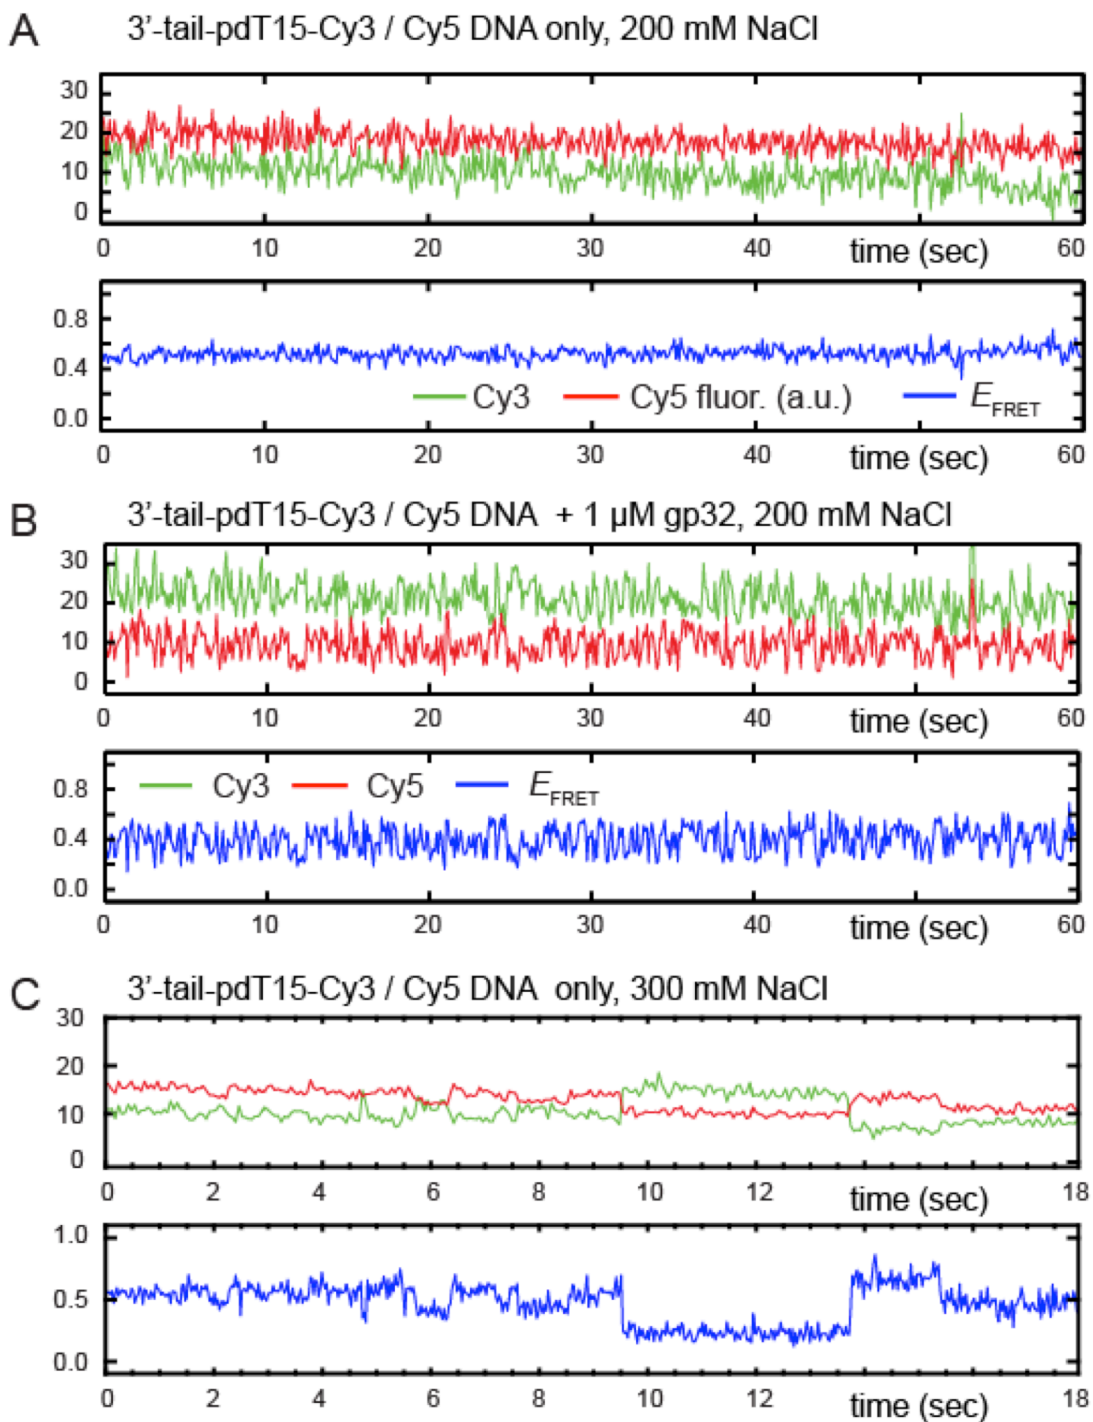 A 3'-tail-pdT15-Cy3 / Cy5 DNA only, 200 mM NaCl
30
20
10
0
0 10 20 30 40 time (sec) 60
0.8
0.4
0.0
Cy3 Cy5 fluor. (a.u.) EFRET
0 10 20 30 40 time (sec) 60
B 3'-tail-pdT15-Cy3 / Cy5 DNA + 1 µM gp32, 200 mM NaCl
30
20
10
0
0 10 20 30 40 time (sec) 60
Cy3 Cy5 EFRET
0.8
0.4
0.0
0 10 20 30 40 time (sec) 60
C 3'-tail-pdT15-Cy3 / Cy5 DNA only, 300 mM NaCl
30
20
10
0
0 2 4 6 8 10 12 time (sec) 18
1.0
0.5
0.0
0 2 4 6 8 10 12 time (sec) 18